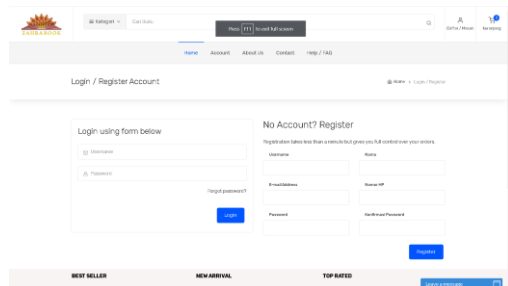 ZAHRABOOK
Kategori
Cari Buku
Press F11 to exit full screen
Daftar / Masuk
Keranjang
Home Account About Us Contact Help / FAQ
Login / Register Account
Home > Login / Register
Login using form below
Username
Password
Forgot password?
Login
No Account? Register
Registration takes less than a minute but gives you full control over your orders.
Username
Nama
E-mail Address
Nomor HP
Password
Konfirmasi Password
Register
BEST SELLER
NEW ARRIVAL
TOP RATED
Leave a message